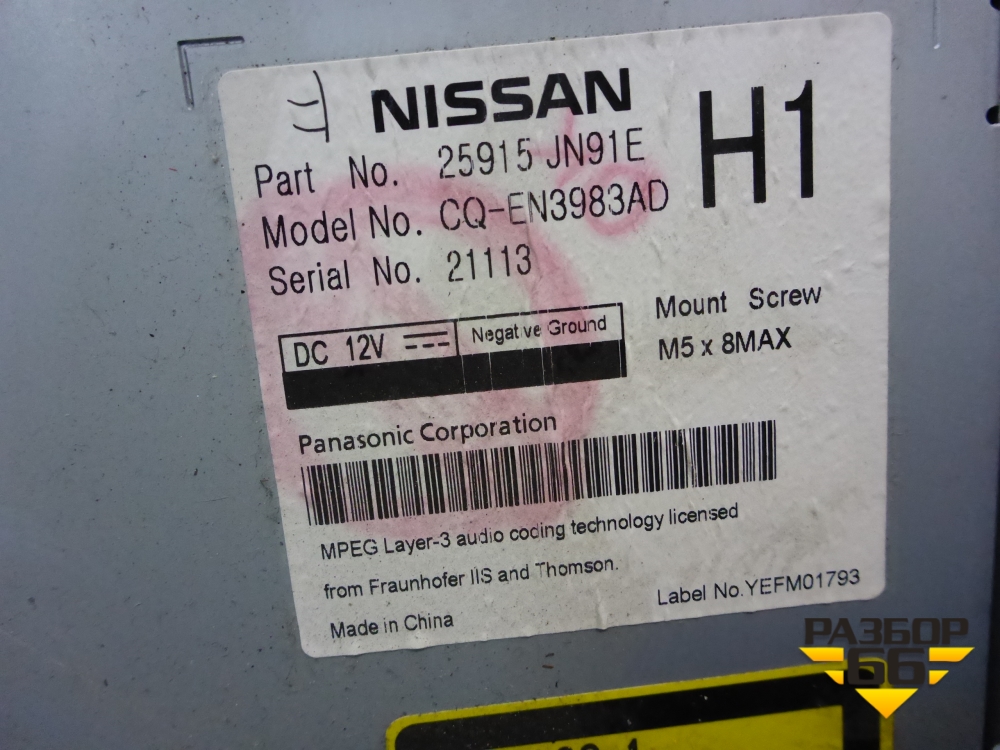 NISSAN
H1
Part No. 25915 JN91E
Model No. CQ-EN3983AD
Serial No. 21113
DC 12V
Negative Ground
Mount Screw
M5 x 8MAX
Panasonic Corporation
MPEG Layer-3 audio coding technology licensed
from Fraunhofer IIS and Thomson.
Made in China
Label No.YEFM01793
РАЗБОР
66